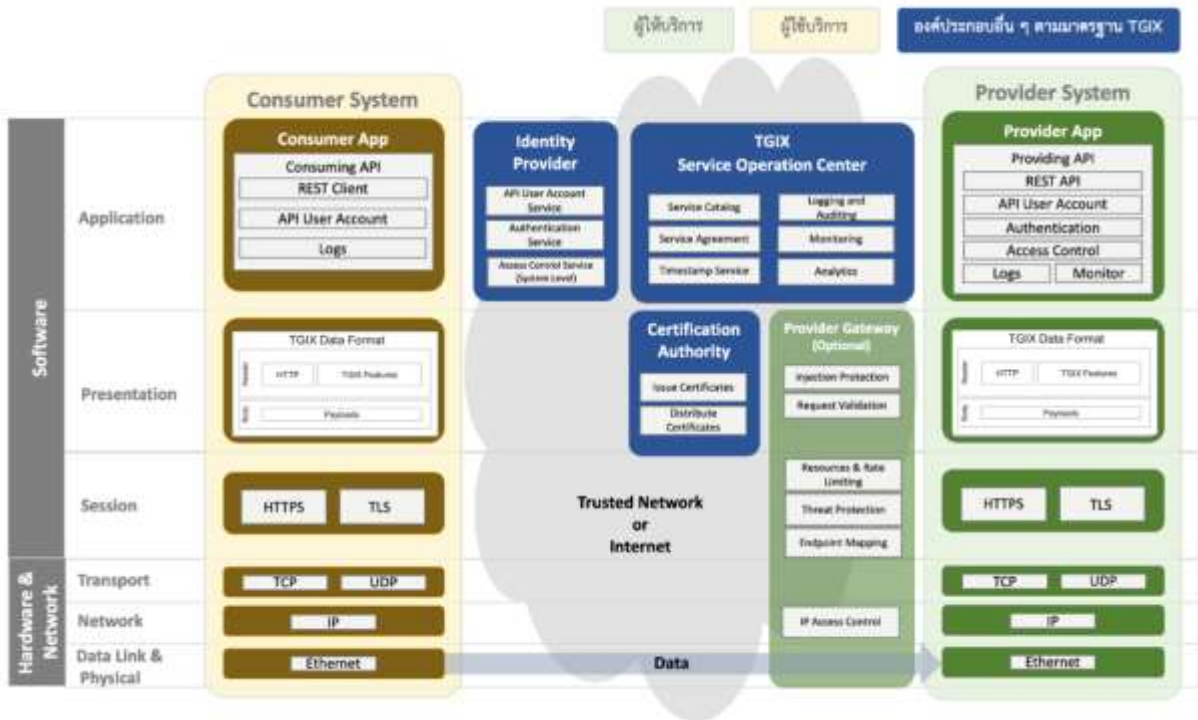 ผู้ให้บริการ
ผู้ใช้บริการ
องค์ประกอบอื่น ๆ ตามมาตรฐาน TGIX
Consumer System
Provider System
Software
Hardware &
Network
Application
Presentation
Session
Transport
Network
Data Link &
Physical
Consumer App
Consuming API
REST Client
API User Account
Logs
TGIX Data Format
Header
HTTP
TGIX Features
Body
Payloads
HTTPS
TLS
TCP
UDP
IP
Ethernet
Identity
Provider
API User Account
Service
Authentication
Service
Access Control Service
(System Level)
TGIX
Service Operation Center
Service Catalog
Logging and
Auditing
Service Agreement
Monitoring
Timestamp Service
Analytics
Certification
Authority
Issue Certificates
Distribute
Certificates
Trusted Network
or
Internet
Data
Provider Gateway
(Optional)
Injection Protection
Request Validation
Resources & Rate
Limiting
Threat Protection
Endpoint Mapping
IP Access Control
Provider App
Providing API
REST API
API User Account
Authentication
Access Control
Logs
Monitor
TGIX Data Format
Header
HTTP
TGIX Features
Body
Payloads
HTTPS
TLS
TCP
UDP
IP
Ethernet